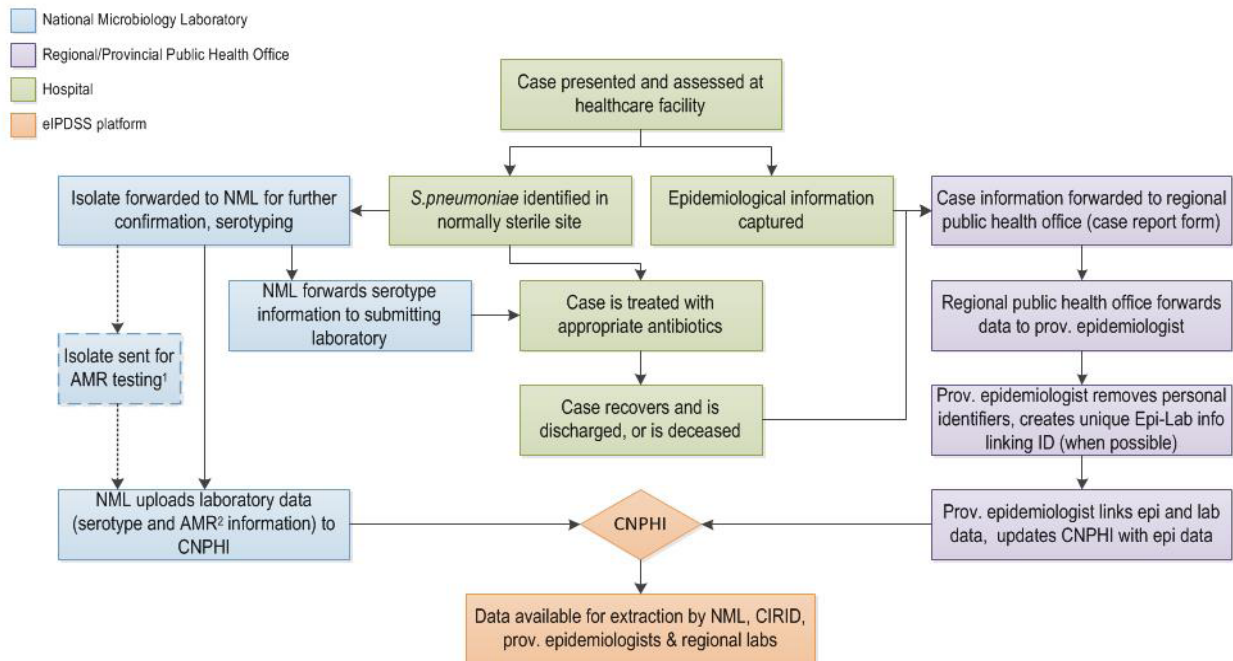 National Microbiology Laboratory
Regional/Provincial Public Health Office
Hospital
eIPDSS platform
Case presented and assessed at
healthcare facility
Isolate forwarded to NML for further
confirmation, serotyping
S.pneumoniae identified in
normally sterile site
Epidemiological information
captured
Case information forwarded to regional
public health office (case report form)
NML forwards serotype
information to submitting
laboratory
Case is treated with
appropriate antibiotics
Regional public health office forwards
data to prov. epidemiologist
Isolate sent for
AMR testing¹
Case recovers and is
discharged, or is deceased
Prov. epidemiologist removes personal
identifiers, creates unique Epi-Lab info
linking ID (when possible)
NML uploads laboratory data
(serotype and AMR² information) to
CNPHI
CNPHI
Prov. epidemiologist links epi and lab
data, updates CNPHI with epi data
Data available for extraction by NML, CIRID,
prov. epidemiologists & regional labs